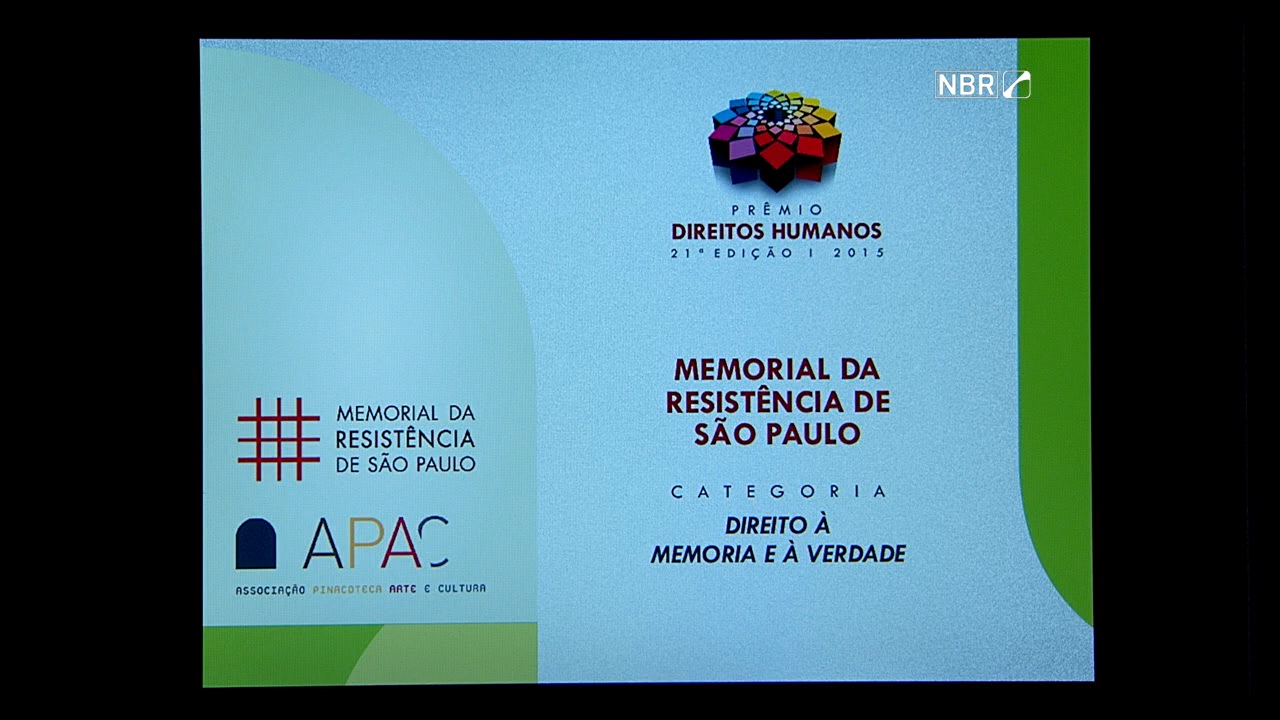 NBR
PRÊMIO
DIREITOS HUMANOS
21ª EDIÇÃO | 2015
MEMORIAL DA
RESISTÊNCIA DE
SÃO PAULO
CATEGORIA
DIREITO À
MEMORIA E À VERDADE
MEMORIAL DA
RESISTÊNCIA
DE SÃO PAULO
APAC
ASSOCIAÇÃO PINACOTECA ARTE E CULTURA